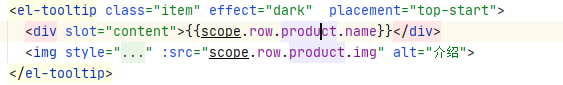 <el-tooltip class="item" effect="dark"  placement="top-start">
<div slot="content">{{scope.row.product.name}}</div>
<img style="..." :src="scope.row.product.img" alt="介绍">
</el-tooltip>